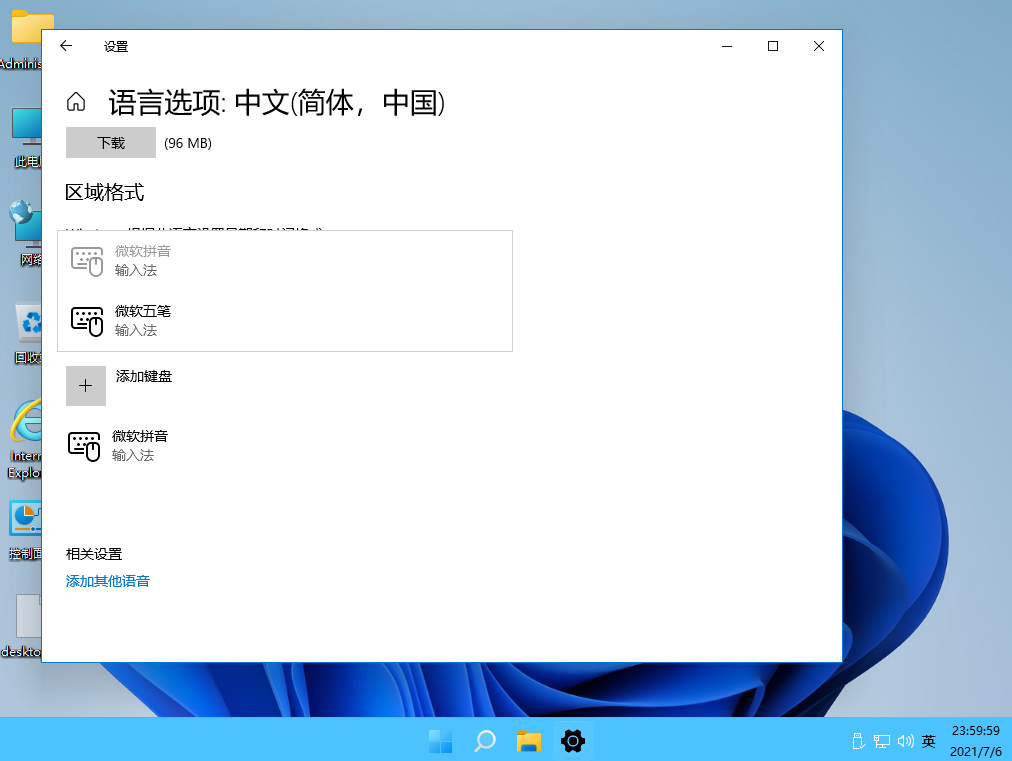 设置
语言选项: 中文(简体，中国)
下载 (96 MB)
区域格式
微软拼音
输入法
微软五笔
输入法
添加键盘
微软拼音
输入法
相关设置
添加其他语音
Adminis
此电
网络
回收
Intern
Explo
控制面
deskto
英
23:59:59
2021/7/6